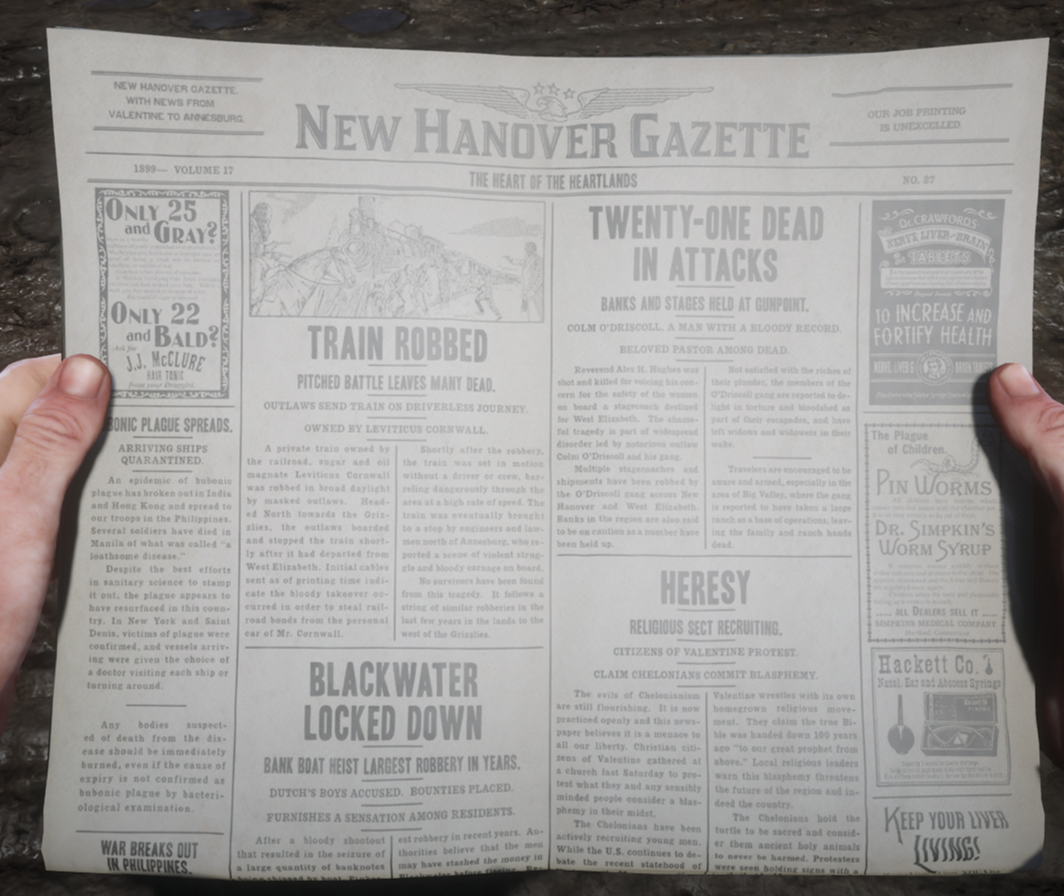 NEW HANOVER GAZETTE.
WITH NEWS FROM
VALENTINE TO ANNESBURG.
NEW HANOVER GAZETTE
OUR JOB PRINTING
IS UNEXCELLED.
1899— VOLUME 17
THE HEART OF THE HEARTLANDS
NO. 27
ONLY 25
and GRAY?
ONLY 22
and BALD?
Ask for
J.J. McCLURE
HAIR TONIC
from your Druggist.
BONIC PLAGUE SPREADS.
ARRIVING SHIPS
QUARANTINED.
An epidemic of bubonic
plague has broken out in India
and Hong Kong and spread to
our troops in the Philippines.
Several soldiers have died in
Manila of what was called "a
loathsome disease."
Despite the best efforts
in sanitary science to stamp
it out, the plague appears to
have resurfaced in this coun-
try. In New York and Saint
Denis, victims of plague were
confirmed, and vessels arriv-
ing were given the choice of
a doctor visiting each ship or
turning around.
Any bodies suspect-
ed of death from the dis-
ease should be immediately
burned, even if the cause of
expiry is not confirmed as
bubonic plague by bacteri-
ological examination.
WAR BREAKS OUT
IN PHILIPPINES.
TRAIN ROBBED
PITCHED BATTLE LEAVES MANY DEAD.
OUTLAWS SEND TRAIN ON DRIVERLESS JOURNEY.
OWNED BY LEVITICUS CORNWALL.
A private train owned by
the railroad, sugar and oil
magnate Leviticus Cornwall
was robbed in broad daylight
by masked outlaws. Head-
ed North towards the Griz-
zlies, the outlaws boarded
and stopped the train short-
ly after it had departed from
West Elizabeth. Initial cables
sent as of printing time indi-
cate the bloody takeover oc-
curred in order to steal rail-
road bonds from the personal
car of Mr. Cornwall.
Shortly after the robbery,
the train was set in motion
without a driver or crew, bar-
reling dangerously through the
area at a high rate of speed. The
train was eventually brought
to a stop by engineers and law-
men north of Annesburg, who re-
ported a scene of violent strug-
gle and bloody carnage on board.
No survivors have been found
from this tragedy. It follows a
string of similar robberies in the
last few years in the lands to the
west of the Grizzlies.
BLACKWATER
LOCKED DOWN
BANK BOAT HEIST LARGEST ROBBERY IN YEARS.
DUTCH'S BOYS ACCUSED. BOUNTIES PLACED.
FURNISHES A SENSATION AMONG RESIDENTS.
After a bloody shootout
that resulted in the seizure of
a large quantity of banknotes
being shipped by boat,
est robbery in recent years. Au-
thorities believe that the men
may have stashed the money in
Blackwater before
TWENTY-ONE DEAD
IN ATTACKS
BANKS AND STAGES HELD AT GUNPOINT.
COLM O'DRISCOLL, A MAN WITH A BLOODY RECORD.
BELOVED PASTOR AMONG DEAD.
Reverend Alex H. Hughes was
shot and killed for voicing his con-
cern for the safety of the women
on board a stagecoach destined
for West Elizabeth. The shame-
ful tragedy is part of widespread
disorder led by notorious outlaw
Colm O'Driscoll and his gang.
Multiple stagecoaches and
shipments have been robbed by
the O'Driscoll gang across New
Hanover and West Elizabeth.
Banks in the region are also said
to be on caution as a number have
been held up.
Not satisfied with the riches of
their plunder, the members of the
O'Driscoll gang are reported to de-
light in torture and bloodshed as
part of their escapades, and have
left widows and widowers in their
wake.
Travelers are encouraged to be
aware and armed, especially in the
area of Big Valley, where the gang
is reported to have taken a large
ranch as a base of operations, leav-
ing the family and ranch hands
dead.
HERESY
RELIGIOUS SECT RECRUITING.
CITIZENS OF VALENTINE PROTEST.
CLAIM CHELONIANS COMMIT BLASPHEMY.
The evils of Chelonianism
are still flourishing. It is now
practiced openly and this news-
paper believes it is a menace to
all our liberty. Christian citi-
zens of Valentine gathered at
a church last Saturday to pro-
test what they and any sensibly
minded people consider a blas-
phemy in their midst.
The Chelonians have been
actively recruiting young men.
While the U.S. continues to de-
bate the recent statehood of
Valentine wrestles with its own
homegrown religious move-
ment. They claim the true Bi-
ble was handed down 100 years
ago "to our great prophet from
above." Local religious leaders
warn this blasphemy threatens
the future of the region and in-
deed the country.
The Chelonians hold the
turtle to be sacred and consid-
er them ancient holy animals
to never be harmed. Protesters
were seen holding signs with a
Dr. CRAWFORD'S
NERVE, LIVER and BRAIN
TABLETS
TO INCREASE AND
FORTIFY HEALTH
The Plague
of Children.
PIN WORMS
DR. SIMPKIN'S
WORM SYRUP
ALL DEALERS SELL IT
SIMPKINS MEDICAL COMPANY
Hackett Co.
Nasal, Ear and Abscess Syringe
KEEP YOUR LIVER
LIVING!